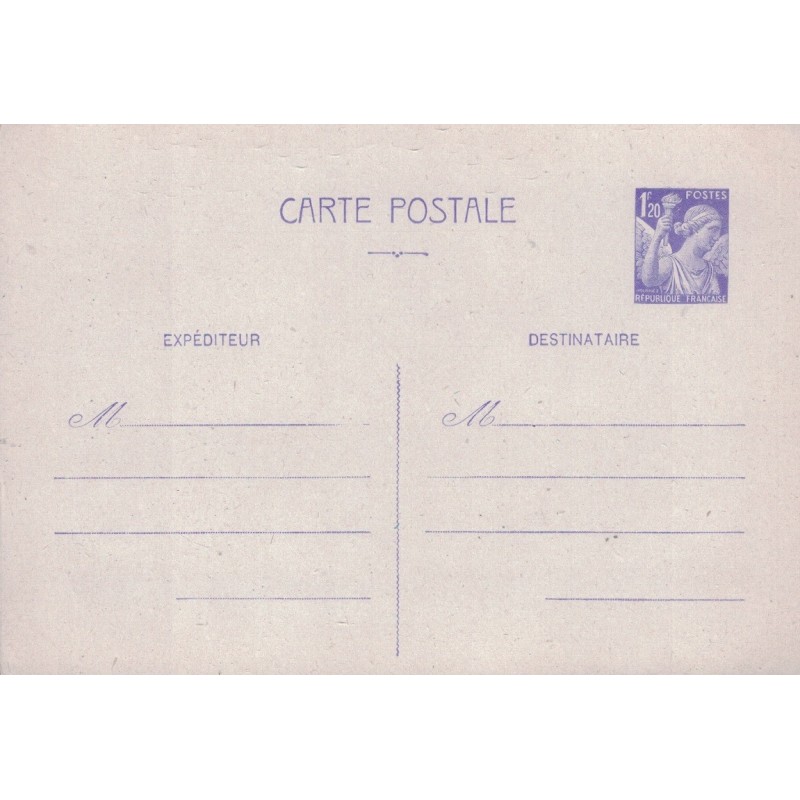 CARTE POSTALE
1F20
POSTES
RÉPUBLIQUE FRANÇAISE
EXPÉDITEUR
DESTINATAIRE
M
M